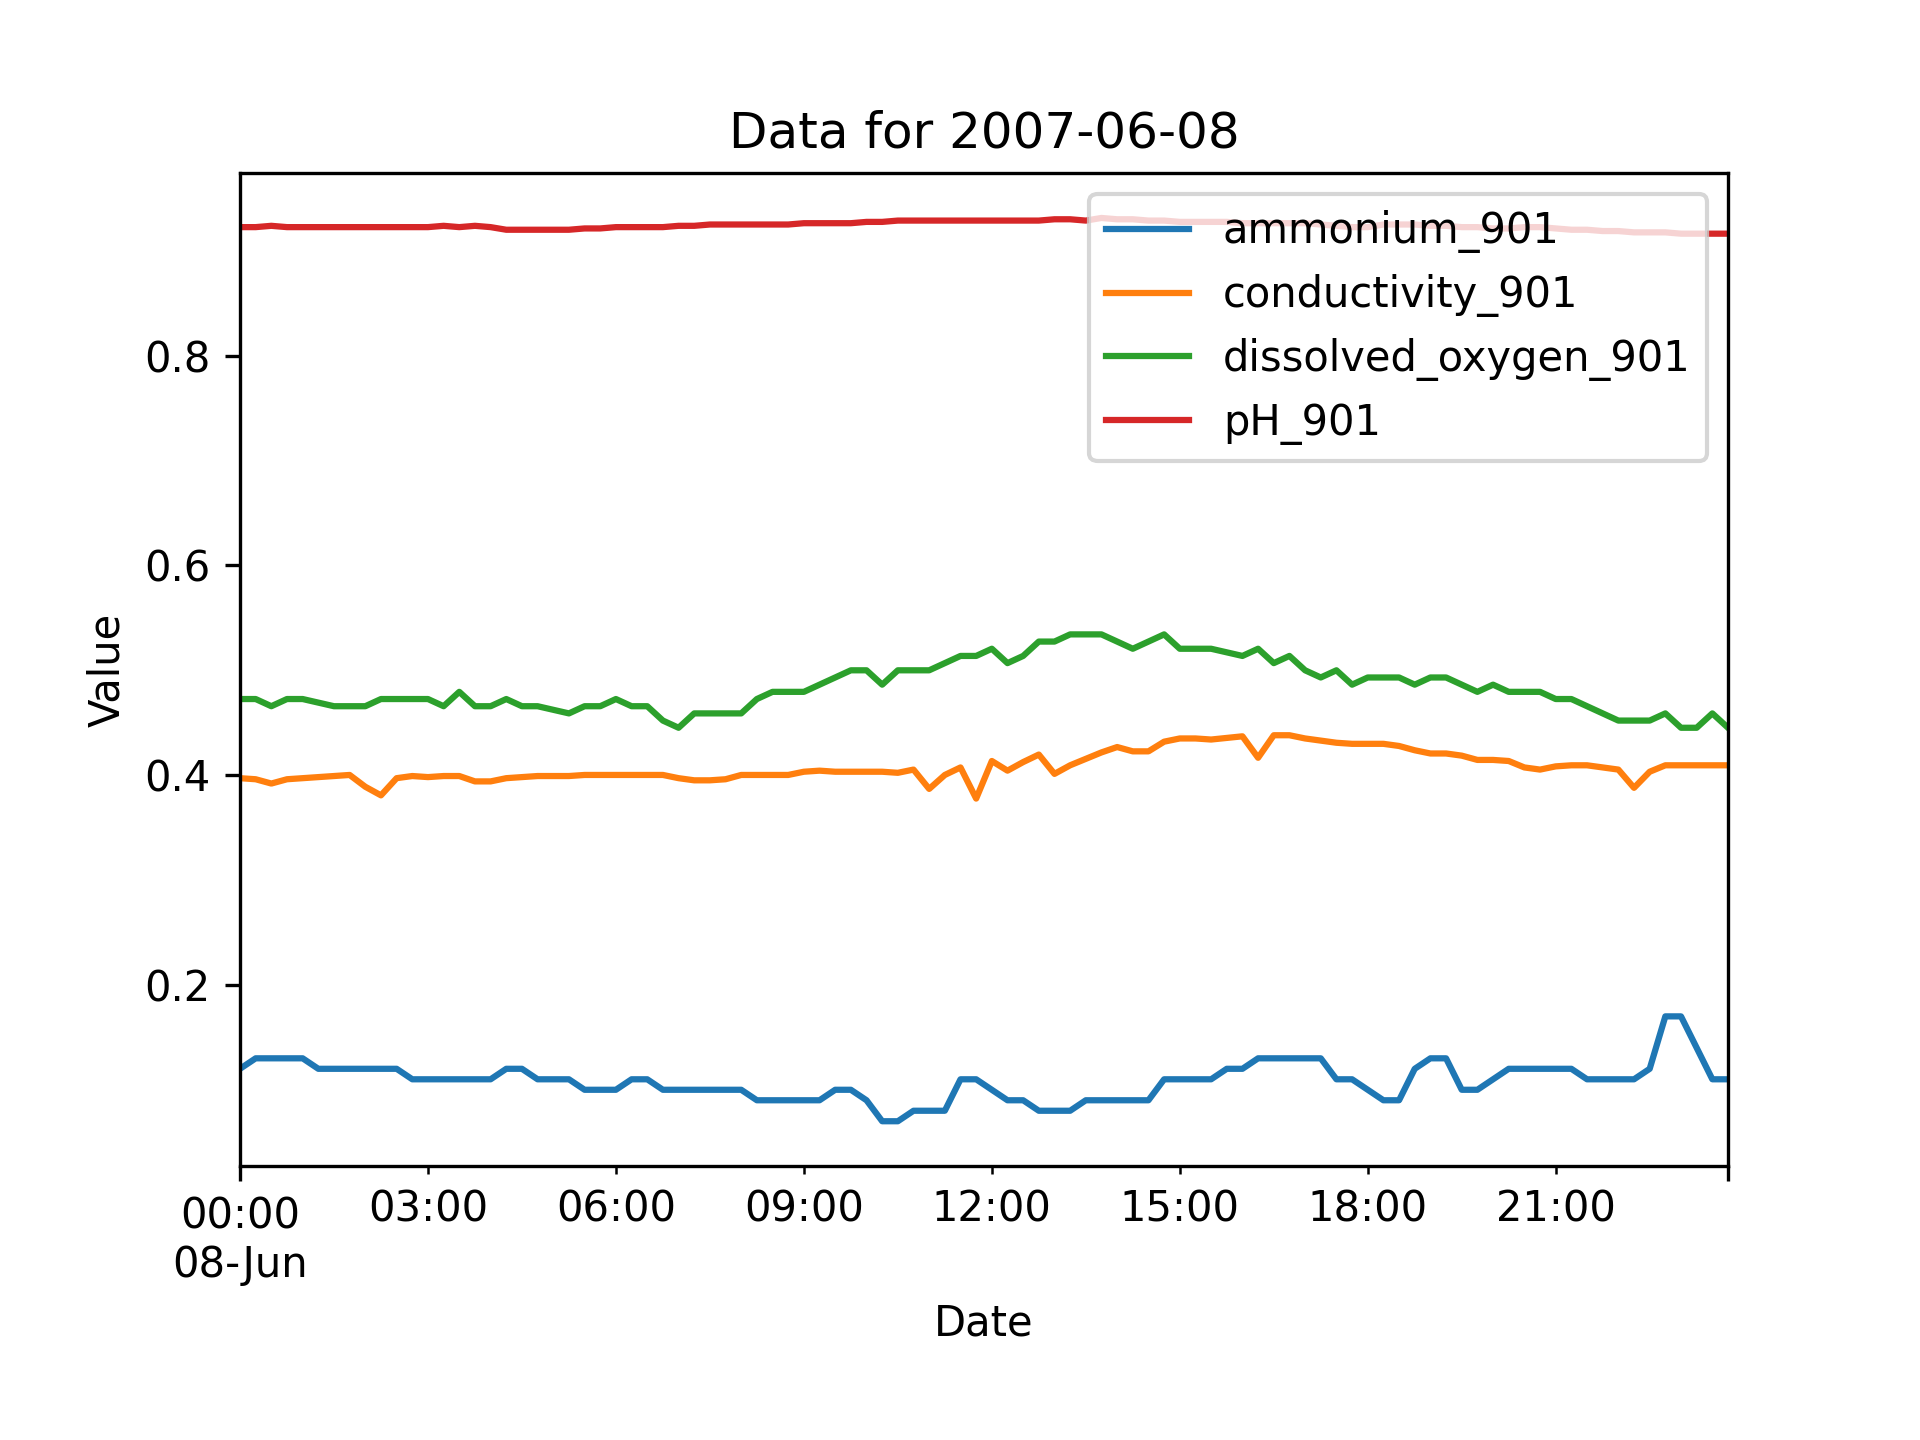 Data for 2007-06-08
ammonium_901
conductivity_901
dissolved_oxygen_901
pH_901
0.8
0.6
0.4
0.2
Value
00:00 03:00 06:00 09:00 12:00 15:00 18:00 21:00
08-Jun
Date